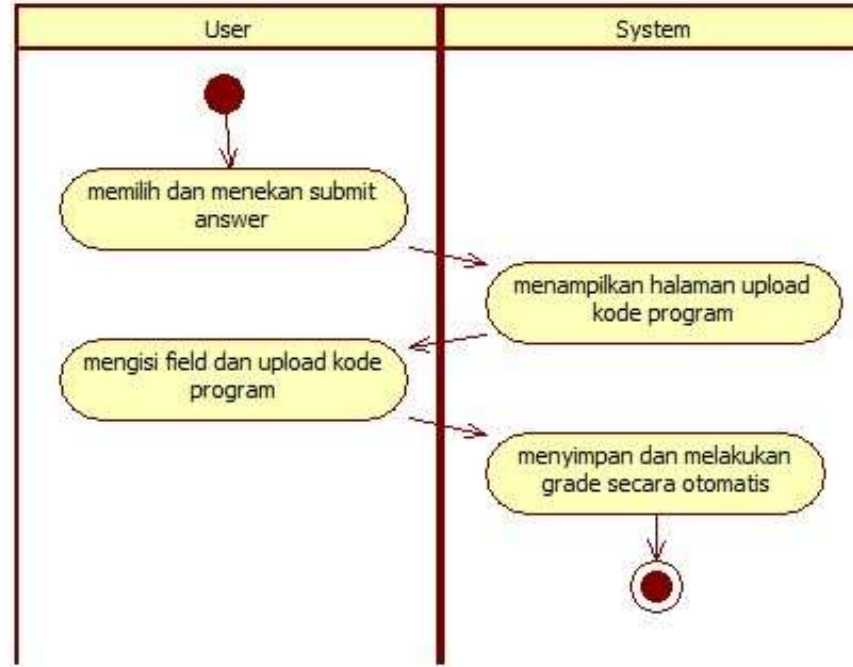 User
System
memilih dan menekan submit
answer
menampilkan halaman upload
kode program
mengisi field dan upload kode
program
menyimpan dan melakukan
grade secara otomatis